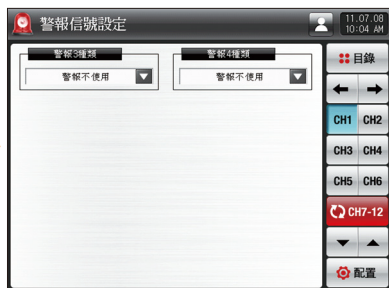 警報信號設定
11.07.08
10:04 AM
警報3種類
警報4種類
警報不使用
警報不使用
目錄
CH1 CH2
CH3 CH4
CH5 CH6
CH7-12
配置